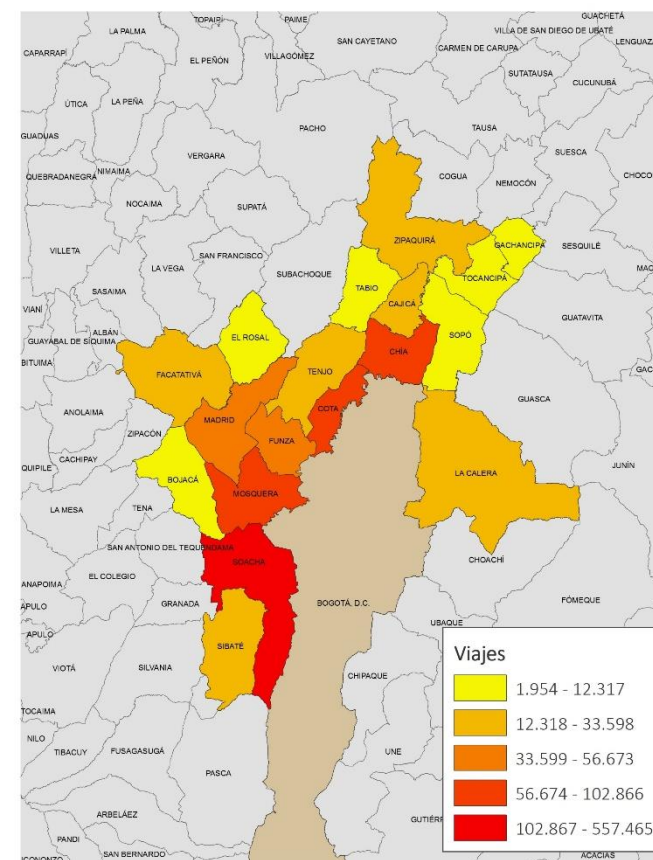 GUACHETÁ
TOPAIPÍ
PAIME
LA PALMA
VILLA DE SAN DIEGO DE UBATÉ
SAN CAYETANO
CARMEN DE CARUPA
LENGUAZ
CAPARRAPÍ
EL PEÑÓN
VILLAGÓMEZ
SUTATAUSA
CUCUNUBÁ
ÚTICA
LA PEÑA
PACHO
TAUSA
GUADUAS
VERGARA
SUESCA
QUEBRADANEGRA
NIMAIMA
COGUA
NEMOCÓN
CHOCO
NOCAIMA
SUPATÁ
ZIPAQUIRÁ
GACHANCIPÁ
SESQUILÉ
VILLETA
LA VEGA
SAN FRANCISCO
SUBACHOQUE
TOCANCIPÁ
SASAIMA
TABIO
CAJICÁ
VIANÍ
GUATAVITA
ALBÁN
EL ROSAL
SOPÓ
GUAYABAL DE SÍQUIMA
BITUIMA
CHÍA
FACATATIVÁ
TENJO
GUASCA
ANOLAIMA
COTA
MADRID
ZIPACÓN
FUNZA
CACHIPAY
QUIPILE
JUNÍN
BOJACÁ
LA CALERA
MOSQUERA
LA MESA
TENA
SAN ANTONIO DEL TEQUENDAMA
SOACHA
CHOACHÍ
EL COLEGIO
ANAPOIMA
GRANADA
BOGOTÁ, D.C.
FÓMEQUE
APULO
UBAQUE
APULO
SIBATÉ
VIOTÁ
SILVANIA
CHIPAQUE
TOCAIMA
NILO
TIBACUY
FUSAGASUGÁ
UNE
PASCA
ARBELÁEZ
GUTIÉRR
PANDI
SAN BERNARDO
ICONONZO
ACACÍAS
Viajes
1.954 - 12.317
12.318 - 33.598
33.599 - 56.673
56.674 - 102.866
102.867 - 557.465